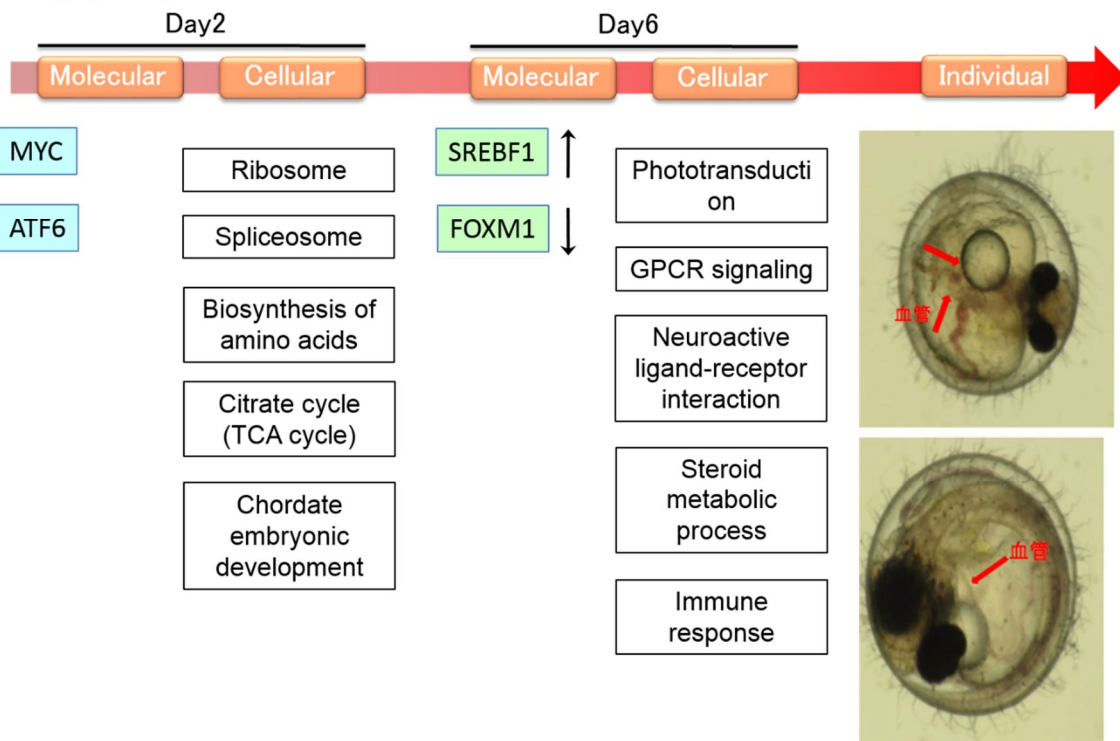 Day2
Day6
Molecular
Cellular
Molecular
Cellular
Individual
MYC
ATF6
Ribosome
Spliceosome
Biosynthesis of
amino acids
Citrate cycle
(TCA cycle)
Chordate
embryonic
development
SREBF1
FOXM1
Phototransducti
on
GPCR signaling
Neuroactive
ligand-receptor
interaction
Steroid
metabolic
process
Immune
response
血管
血管